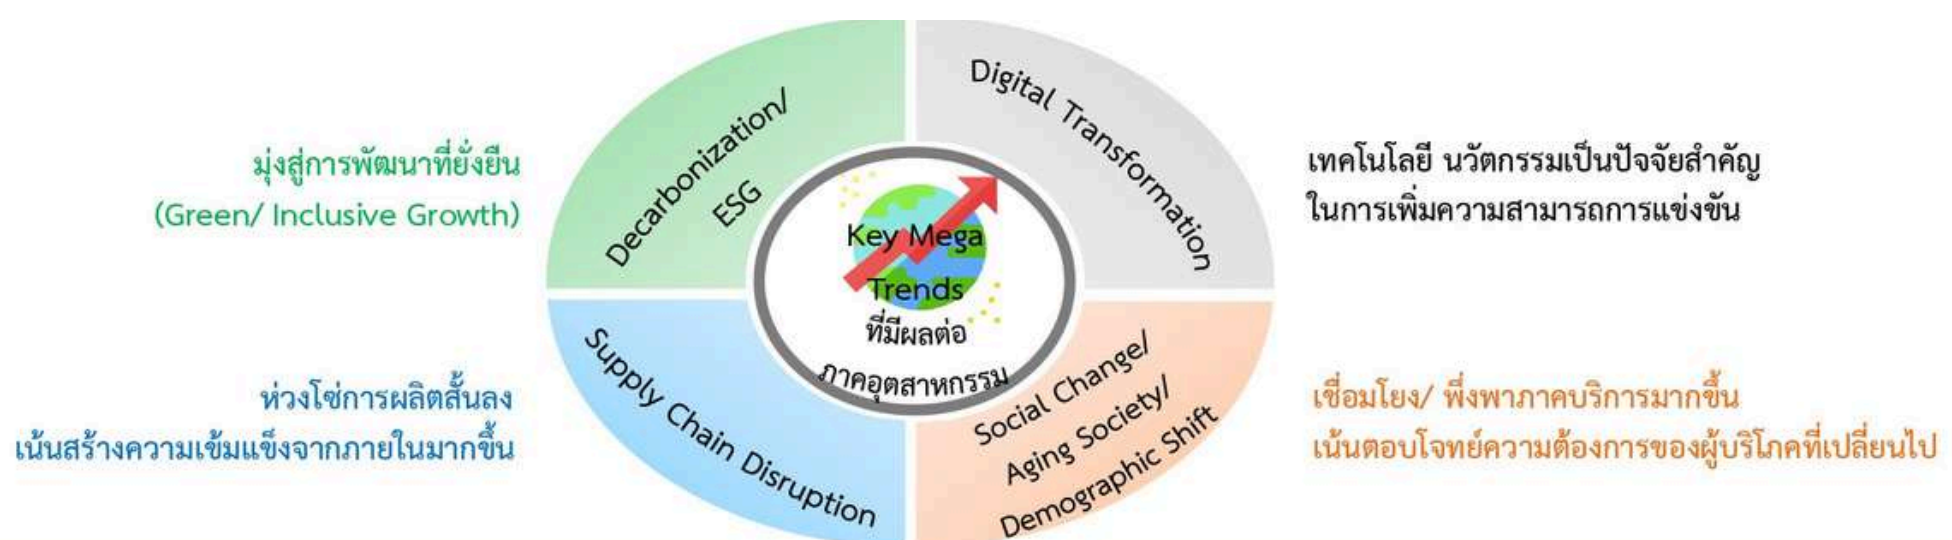 มุ่งสู่การพัฒนาที่ยั่งยืน
(Green/ Inclusive Growth)
Decarbonization/
ESG
Digital Transformation
เทคโนโลยี นวัตกรรมเป็นปัจจัยสำคัญ
ในการเพิ่มความสามารถการแข่งขัน
Key Mega
Trends
ที่มีผลต่อ
ภาคอุตสาหกรรม
ห่วงโซ่การผลิตสั้นลง
เน้นสร้างความเข้มแข็งจากภายในมากขึ้น
Supply Chain Disruption
Social Change/
Aging Society/
Demographic Shift
เชื่อมโยง/ พึ่งพาภาคบริการมากขึ้น
เน้นตอบโจทย์ความต้องการของผู้บริโภคที่เปลี่ยนไป